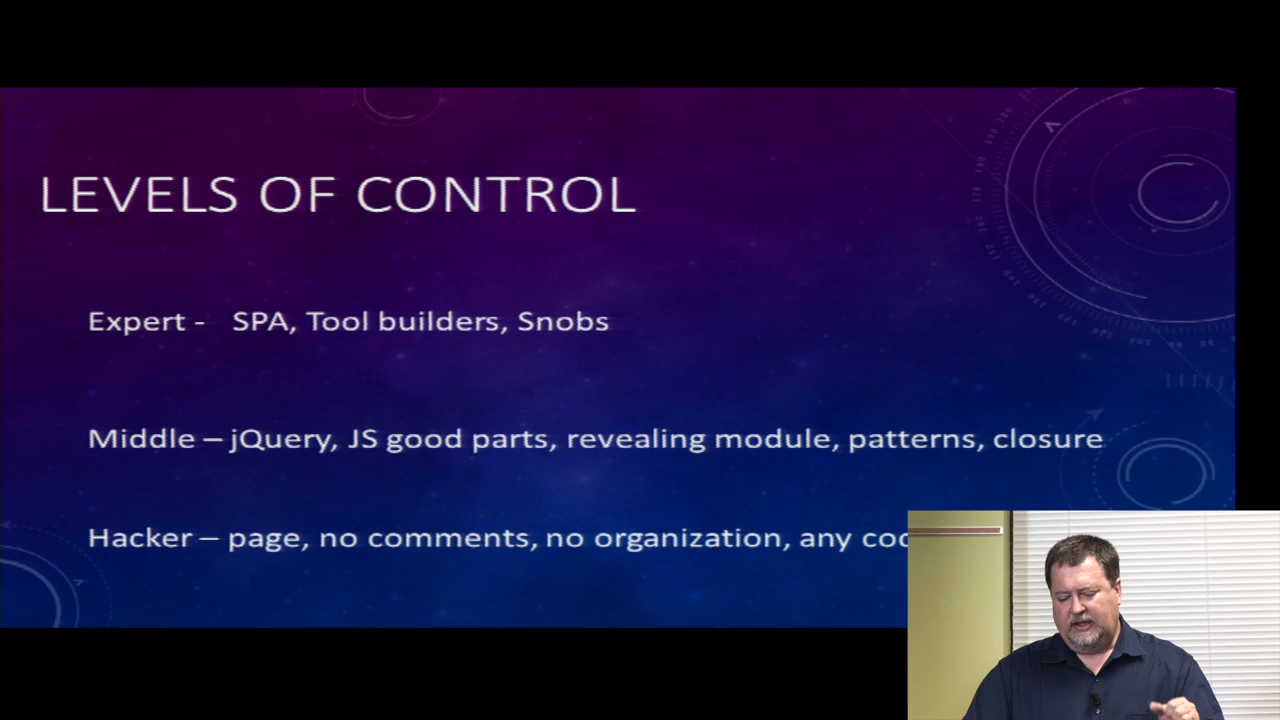 LEVELS OF CONTROL
Expert - SPA, Tool builders, Snobs
Middle – jQuery, JS good parts, revealing module, patterns, closure
Hacker – page, no comments, no organization, any